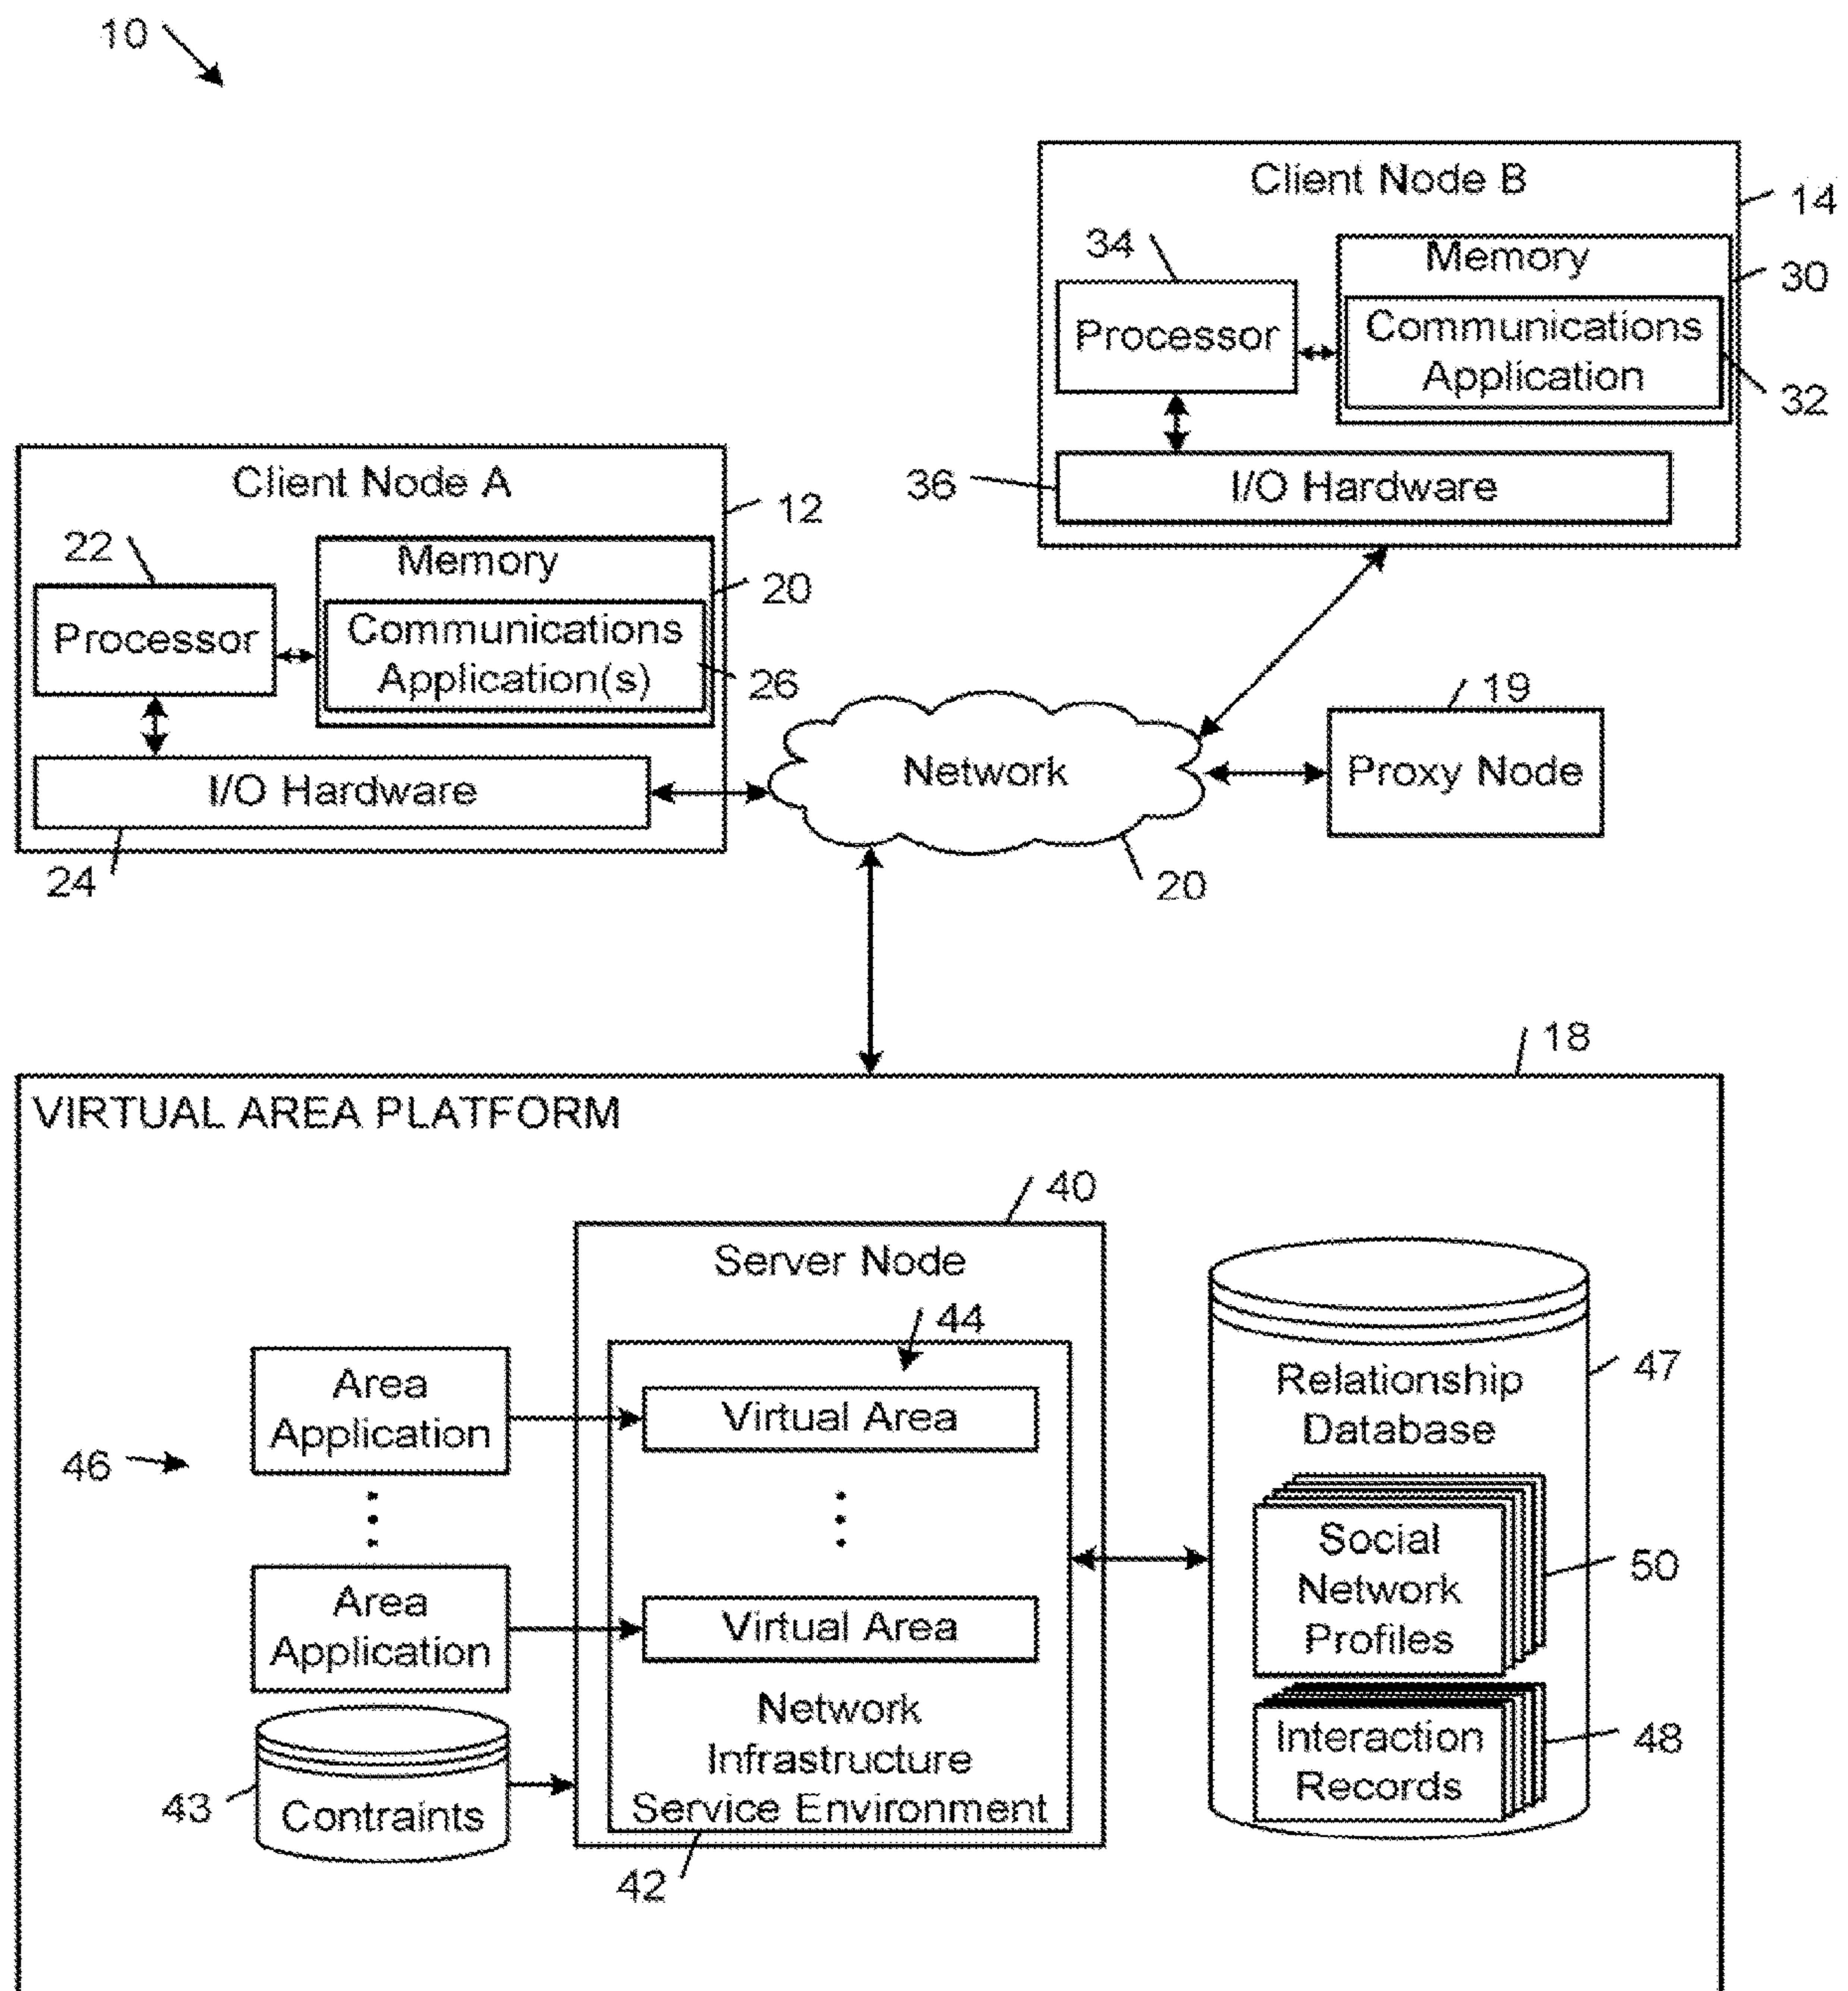 10
Client Node B
14
34
Memory
30
Processor
Communications
Application
32
36
I/O Hardware
Client Node A
12
22
Memory
20
Processor
Communications
Application(s)
26
I/O Hardware
24
Network
20
19
Proxy Node
18
VIRTUAL AREA PLATFORM
40
Server Node
44
Area
Application
Virtual Area
46
Area
Application
Virtual Area
Network
Infrastructure
Service Environment
42
43
Contraints
47
Relationship
Database
Social
Network
Profiles
50
Interaction
Records
48